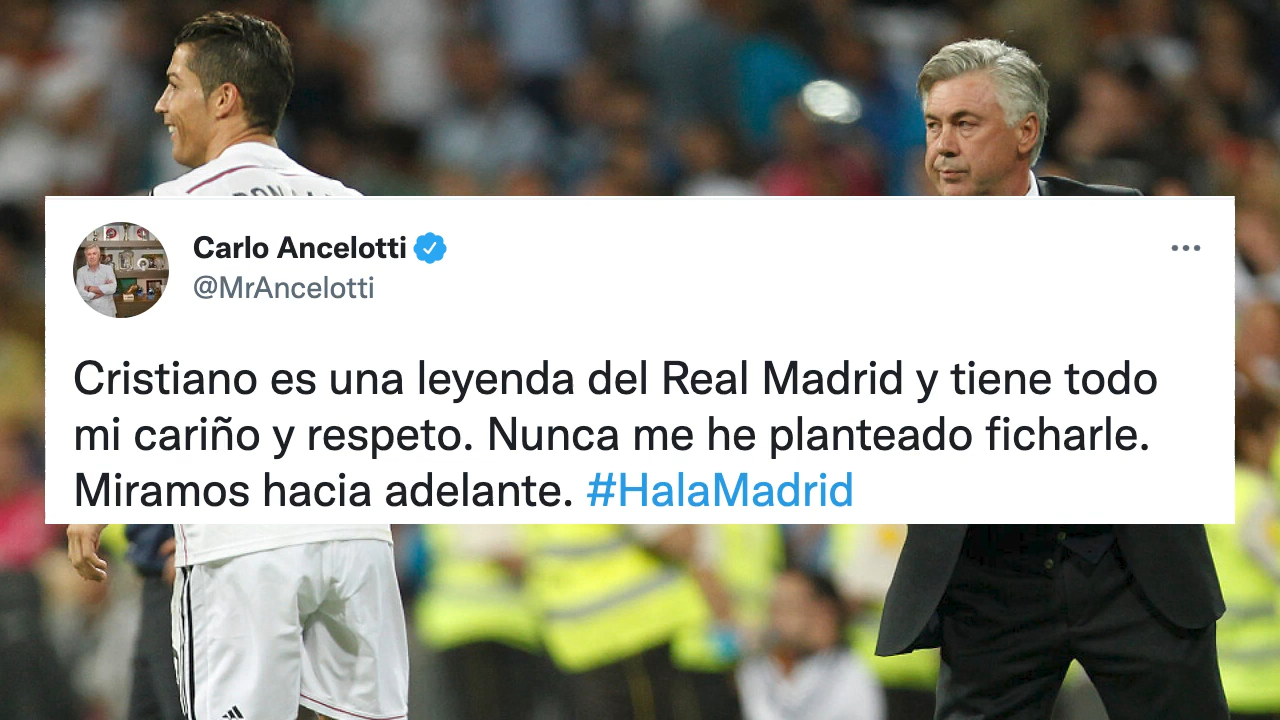 Carlo Ancelotti
@MrAncelotti
Cristiano es una leyenda del Real Madrid y tiene todo
mi cariño y respeto. Nunca me he planteado ficharle.
Miramos hacia adelante. #HalaMadrid